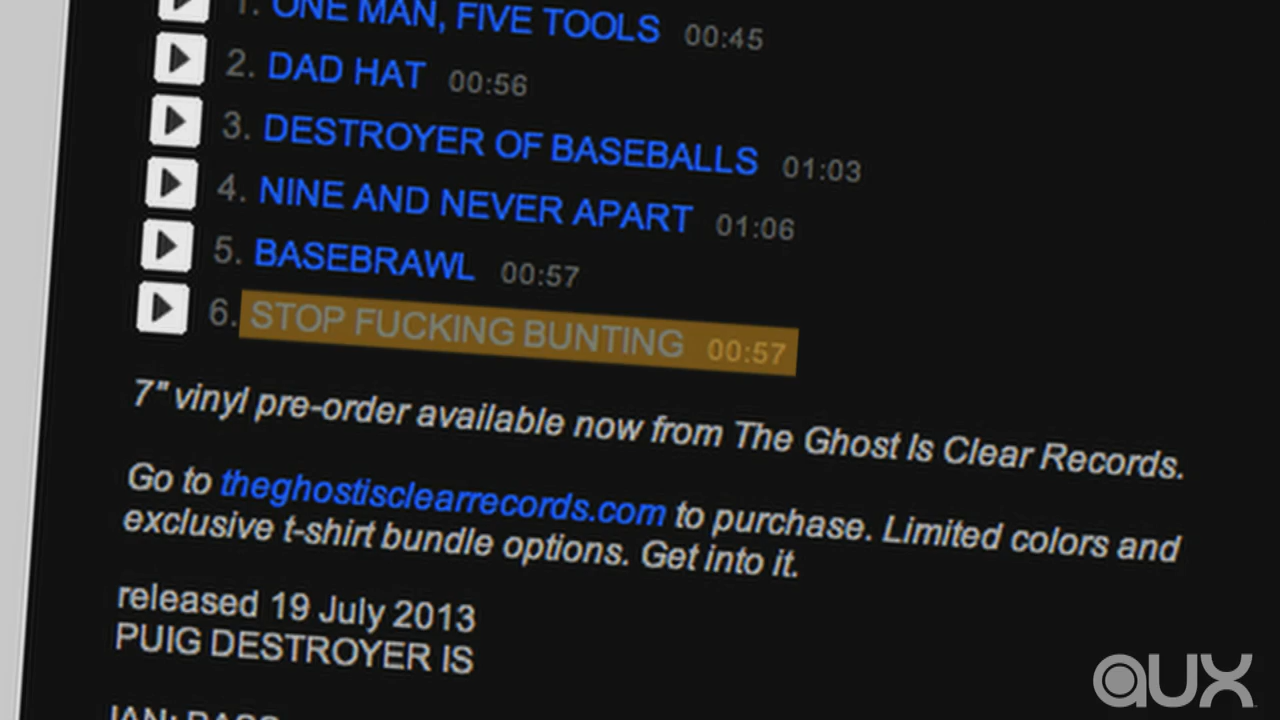 1. ONE MAN, FIVE TOOLS 00:45
2. DAD HAT 00:56
3. DESTROYER OF BASEBALLS 01:03
4. NINE AND NEVER APART 01:06
5. BASEBRAWL 00:57
6. STOP FUCKING BUNTING 00:57
7" vinyl pre-order available now from The Ghost Is Clear Records.
Go to theghostisclearrecords.com to purchase. Limited colors and
exclusive t-shirt bundle options. Get into it.
released 19 July 2013
PUIG DESTROYER IS
IAN: BASS
aux